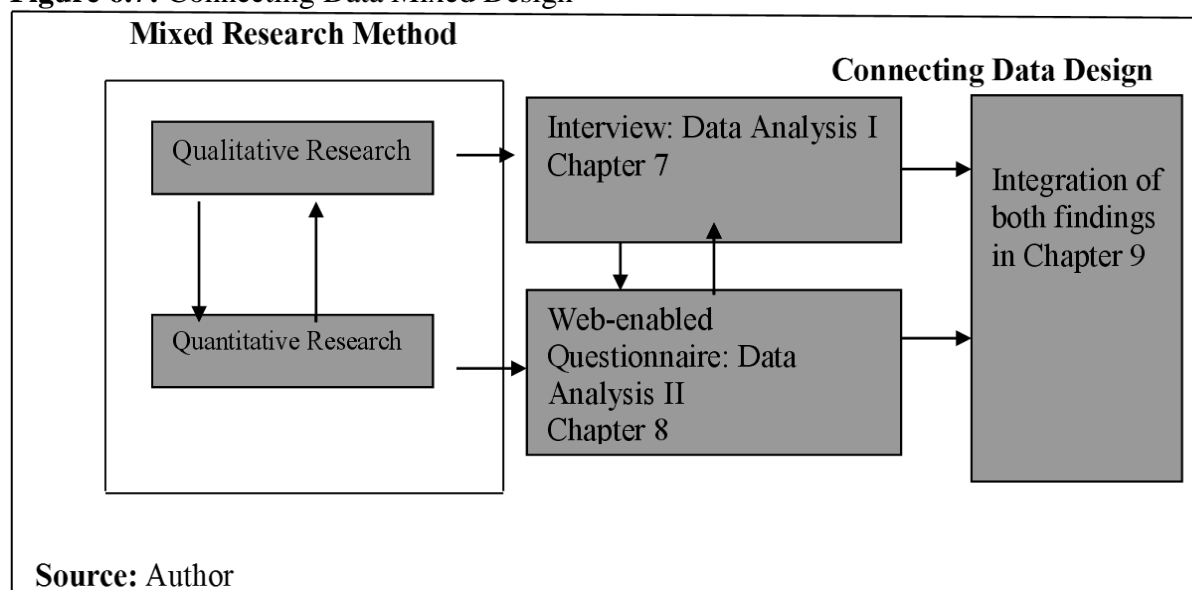 Figure 6.7: Connecting Data Mixed Design
Mixed Research Method
Connecting Data Design
Qualitative Research
Quantitative Research
Interview: Data Analysis I
Chapter 7
Web-enabled
Questionnaire: Data
Analysis II
Chapter 8
Integration of
both findings
in Chapter 9
Source: Author